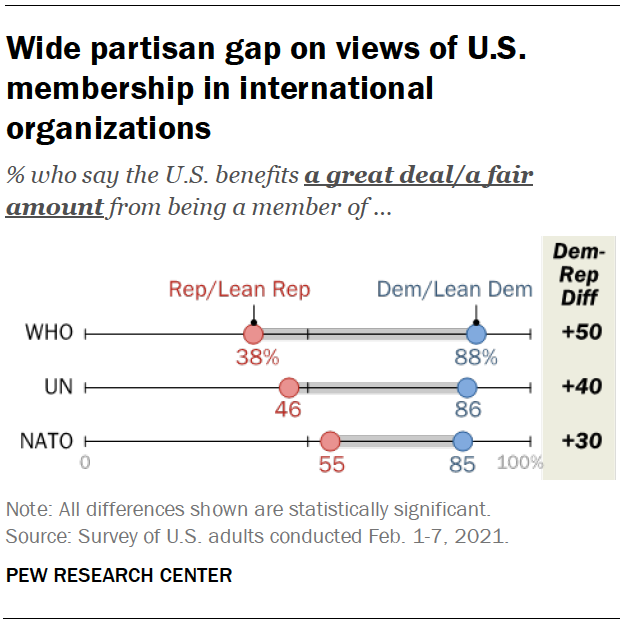 Wide partisan gap on views of U.S.
membership in international
organizations
% who say the U.S. benefits a great deal/a fair
amount from being a member of ...
Dem-
Rep
Diff
Rep/Lean Rep Dem/Lean Dem
WHO +50
38% 88%
UN +40
46 86
NATO +30
0 55 85 100%
Note: All differences shown are statistically significant.
Source: Survey of U.S. adults conducted Feb. 1-7, 2021.
PEW RESEARCH CENTER